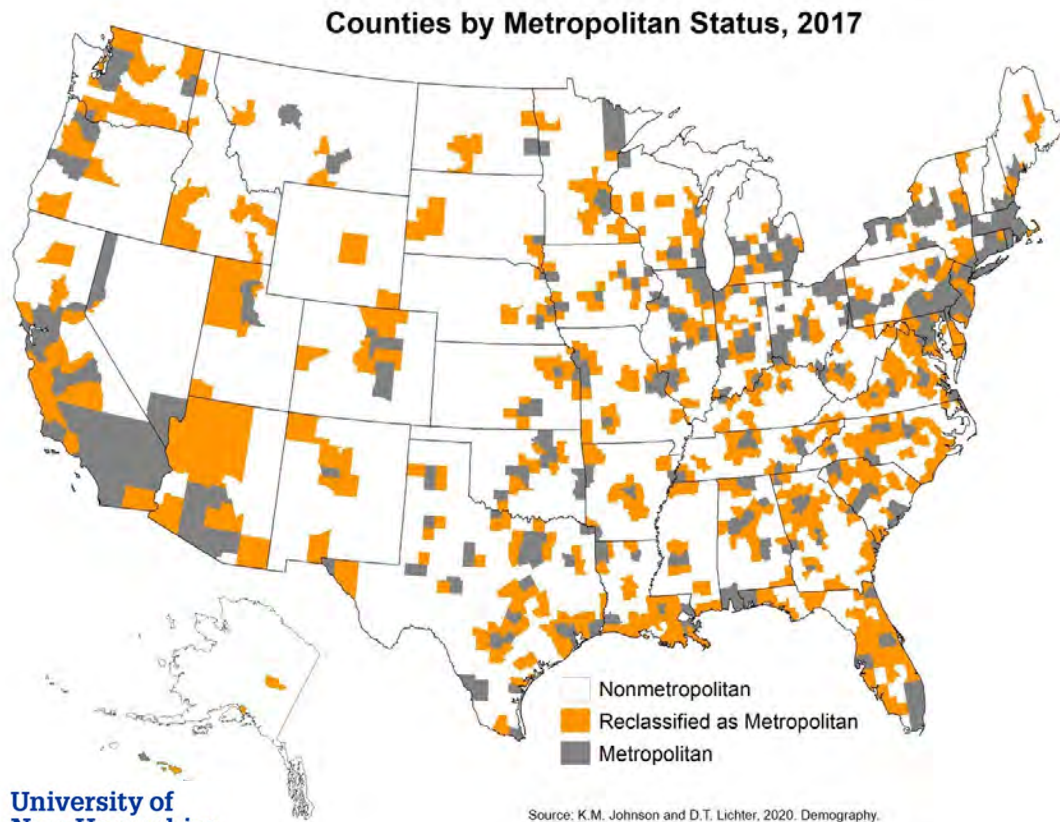 Counties by Metropolitan Status, 2017
Nonmetropolitan
Reclassified as Metropolitan
Metropolitan
University of
Source: K.M. Johnson and D.T. Lichter, 2020. Demography.